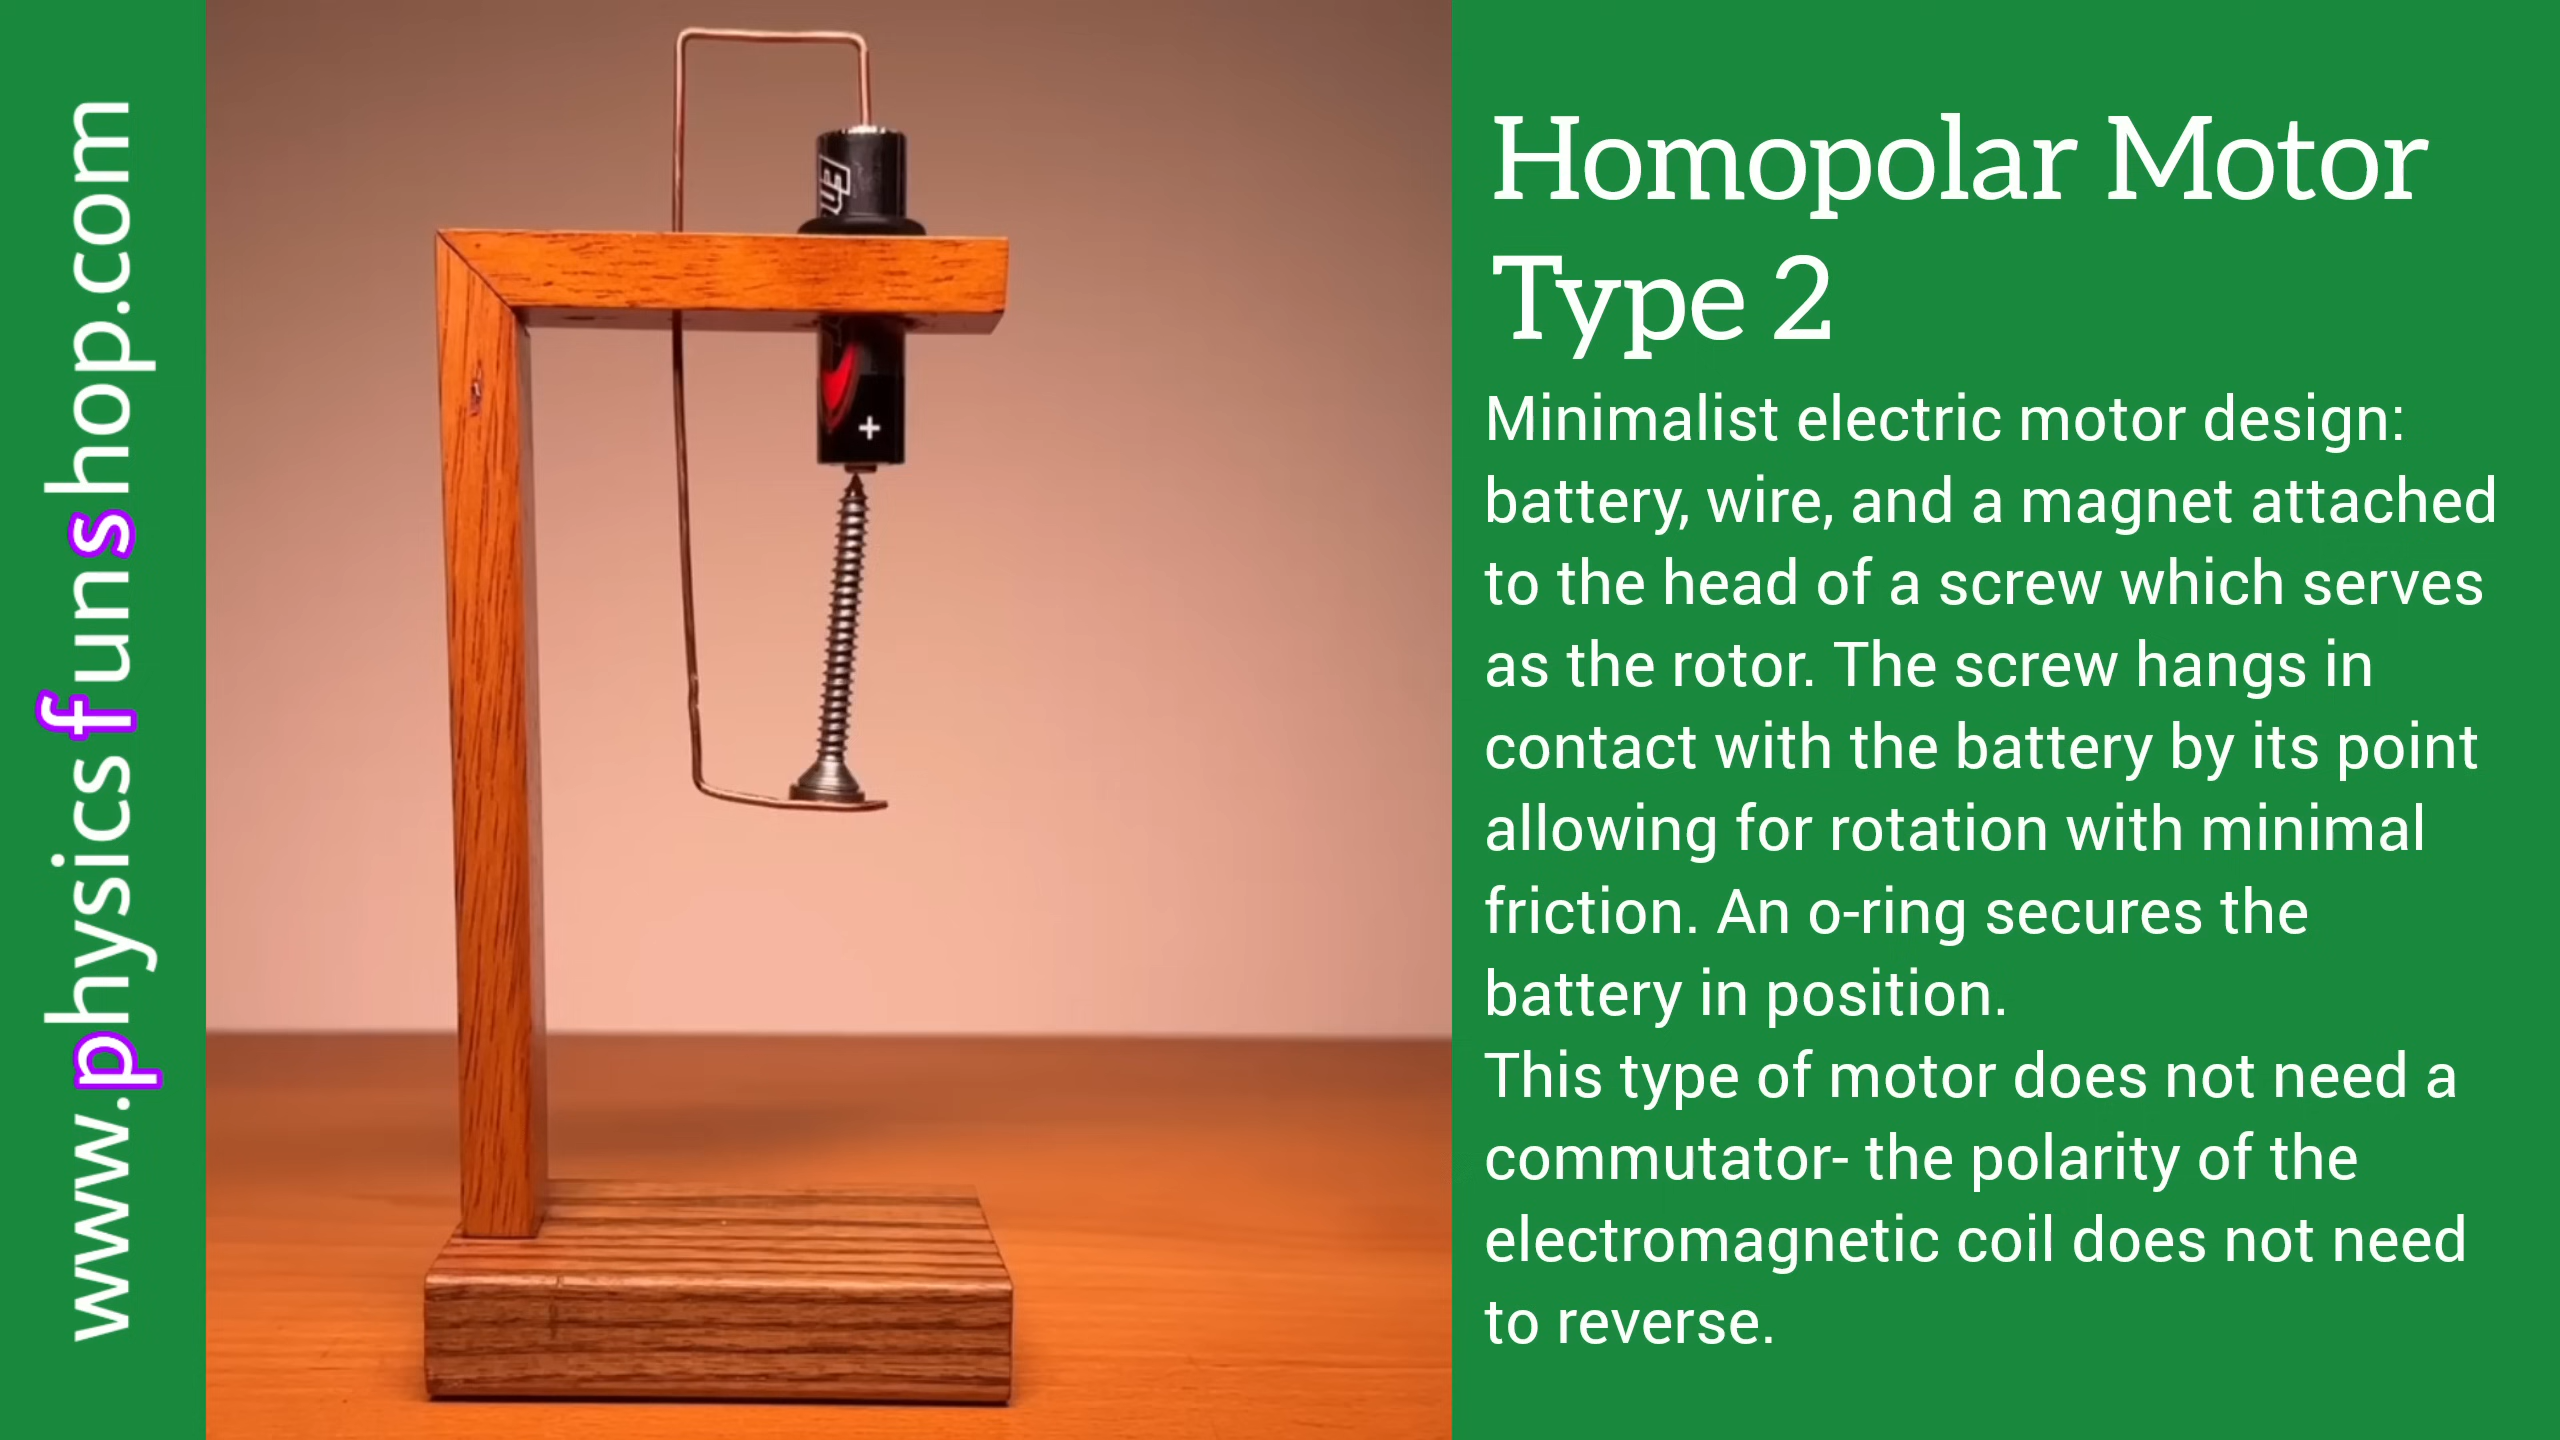 www.physicsfunshop.com
+
Homopolar Motor
Type 2
Minimalist electric motor design:
battery, wire, and a magnet attached
to the head of a screw which serves
as the rotor. The screw hangs in
contact with the battery by its point
allowing for rotation with minimal
friction. An o-ring secures the
battery in position.
This type of motor does not need a
commutator- the polarity of the
electromagnetic coil does not need
to reverse.